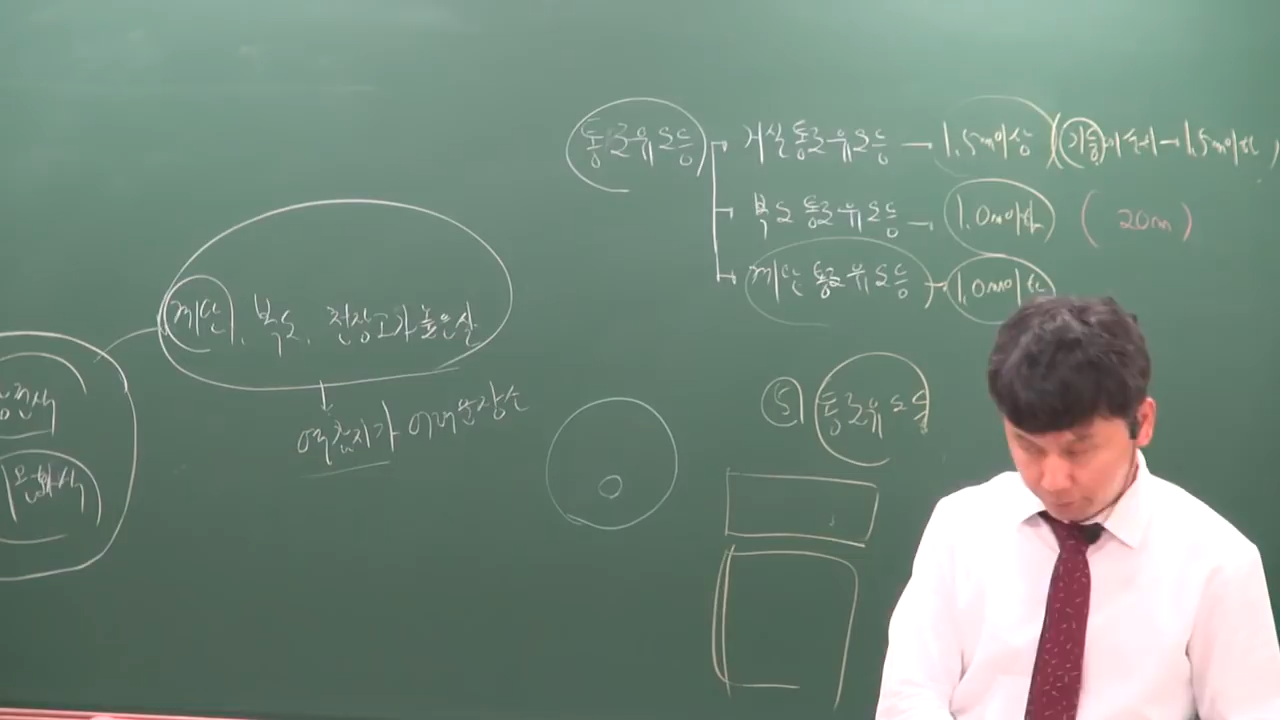 통로유도등
거실통로유도등 → 1.5m이상 (기둥에 설치 → 1.5m이하)
복도통로유도등 → 1.0m이하 (20m)
계단통로유도등 → 1.0m이하
계단, 복도, 천장고가 높은 실
연감지기
어려운장소
⑤ 통로유도등